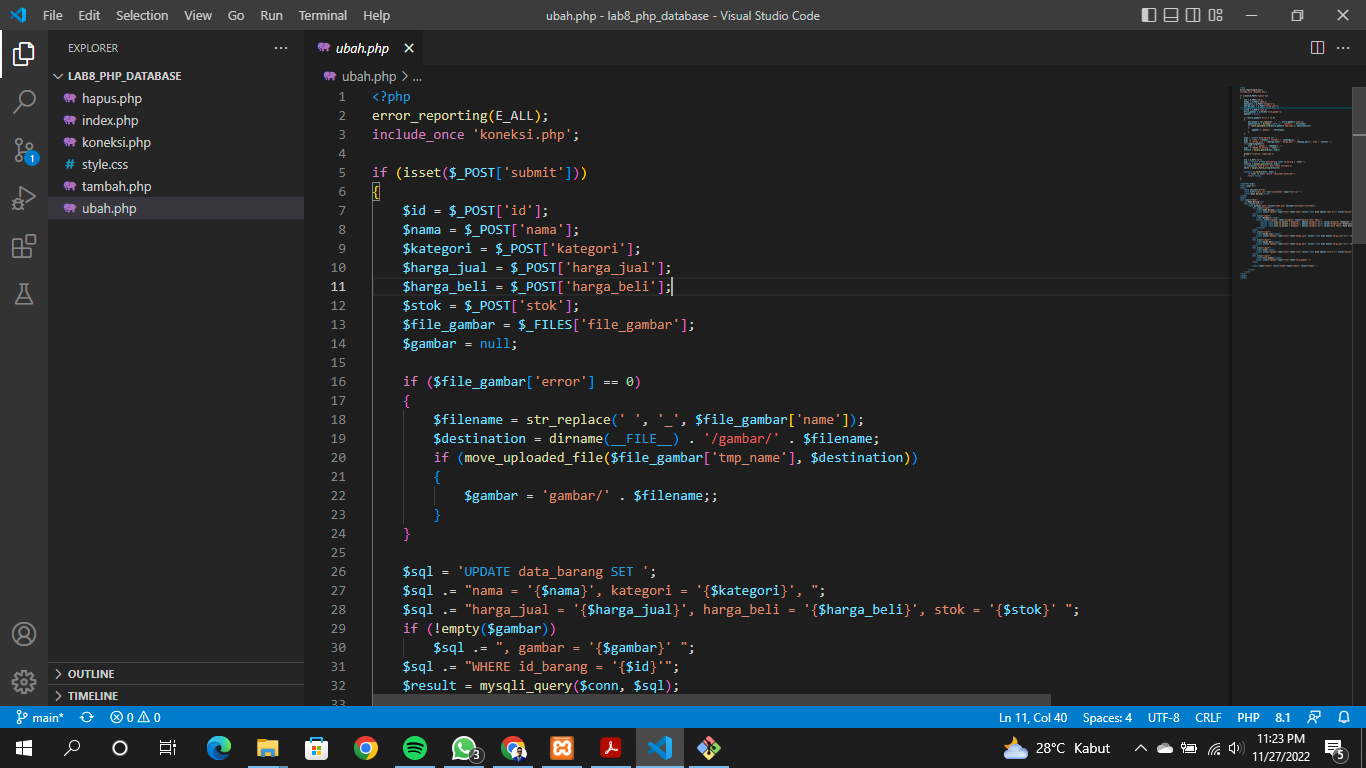 File Edit Selection View Go Run Terminal Help
ubah.php - lab8_php_database - Visual Studio Code
EXPLORER
LAB8_PHP_DATABASE
hapus.php
index.php
koneksi.php
# style.css
tambah.php
ubah.php
OUTLINE
TIMELINE
1
ubah.php
ubah.php > ...
1 <?php
2 error_reporting(E_ALL);
3 include_once 'koneksi.php';
4
5 if (isset($_POST['submit']))
6 {
7 $id = $_POST['id'];
8 $nama = $_POST['nama'];
9 $kategori = $_POST['kategori'];
10 $harga_jual = $_POST['harga_jual'];
11 $harga_beli = $_POST['harga_beli'];
12 $stok = $_POST['stok'];
13 $file_gambar = $_FILES['file_gambar'];
14 $gambar = null;
15
16 if ($file_gambar['error'] == 0)
17 {
18 $filename = str_replace(' ', '_', $file_gambar['name']);
19 $destination = dirname(__FILE__) . '/gambar/' . $filename;
20 if (move_uploaded_file($file_gambar['tmp_name'], $destination))
21 {
22 $gambar = 'gambar/' . $filename;;
23 }
24 }
25
26 $sql = 'UPDATE data_barang SET ';
27 $sql .= "nama = '{$nama}', kategori = '{$kategori}', ";
28 $sql .= "harga_jual = '{$harga_jual}', harga_beli = '{$harga_beli}', stok = '{$stok}' ";
29 if (!empty($gambar))
30 $sql .= ", gambar = '{$gambar}' ";
31 $sql .= "WHERE id_barang = '{$id}'";
32 $result = mysqli_query($conn, $sql);
33
main* 0 0
Ln 11, Col 40 Spaces: 4 UTF-8 CRLF PHP 8.1
3
28°C Kabut
11:23 PM
11/27/2022
5